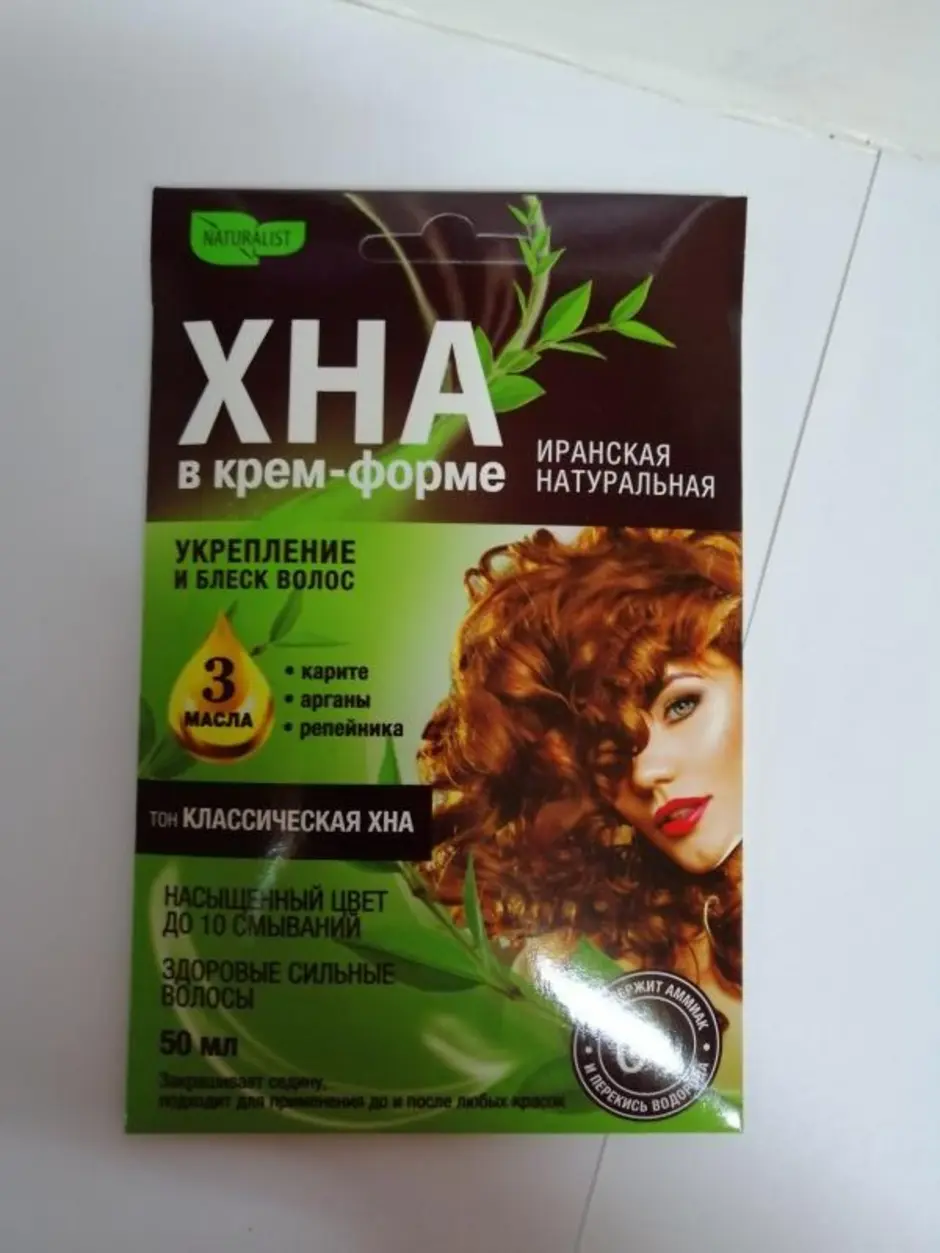 NATURALIST
ХНА
в крем-форме
ИРАНСКАЯ
НАТУРАЛЬНАЯ
УКРЕПЛЕНИЕ
И БЛЕСК ВОЛОС
3
МАСЛА
• карите
• арганы
• репейника
ТОН КЛАССИЧЕСКАЯ ХНА
НАСЫЩЕННЫЙ ЦВЕТ
ДО 10 СМЫВАНИЙ
ЗДОРОВЫЕ СИЛЬНЫЕ
ВОЛОСЫ
50 мл
Закрашивает седину,
подходит для применения до и после любых красок
АММИАК
• И ПЕРЕКИСЬ ВОДОРОДА •